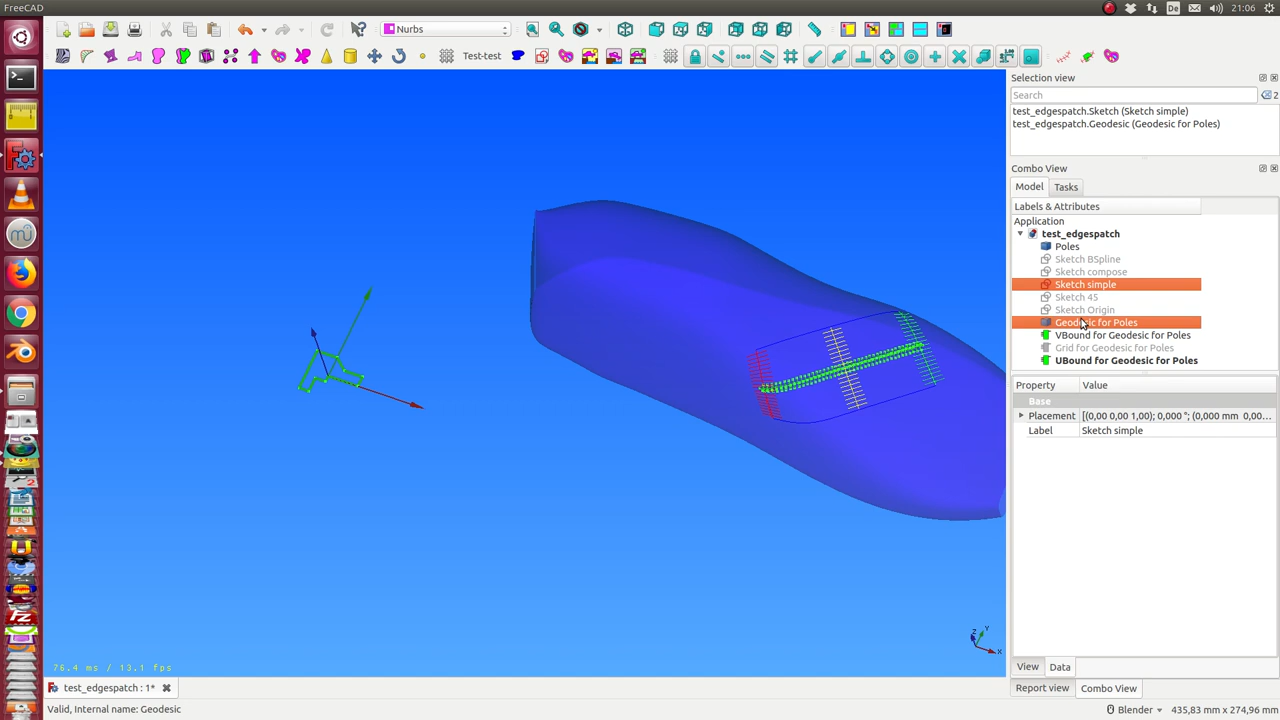 FreeCAD
De
21:06
Nurbs
Test-test
Selection view
Search
2
test_edgespatch.Sketch (Sketch simple)
test_edgespatch.Geodesic (Geodesic for Poles)
Combo View
Model
Tasks
Labels & Attributes
Application
test_edgespatch
Poles
Sketch BSpline
Sketch compose
Sketch simple
Sketch 45
Sketch Origin
Geodesic for Poles
VBound for Geodesic for Poles
Grid for Geodesic for Poles
UBound for Geodesic for Poles
Property
Value
Base
Placement
[(0,00 0,00 1,00); 0,000 °; (0,000 mm 0,00...
Label
Sketch simple
Z
Y
X
76.4 ms / 13.1 fps
View
Data
test_edgespatch : 1*
Report view
Combo View
Valid, Internal name: Geodesic
Blender
435,83 mm x 274,96 mm